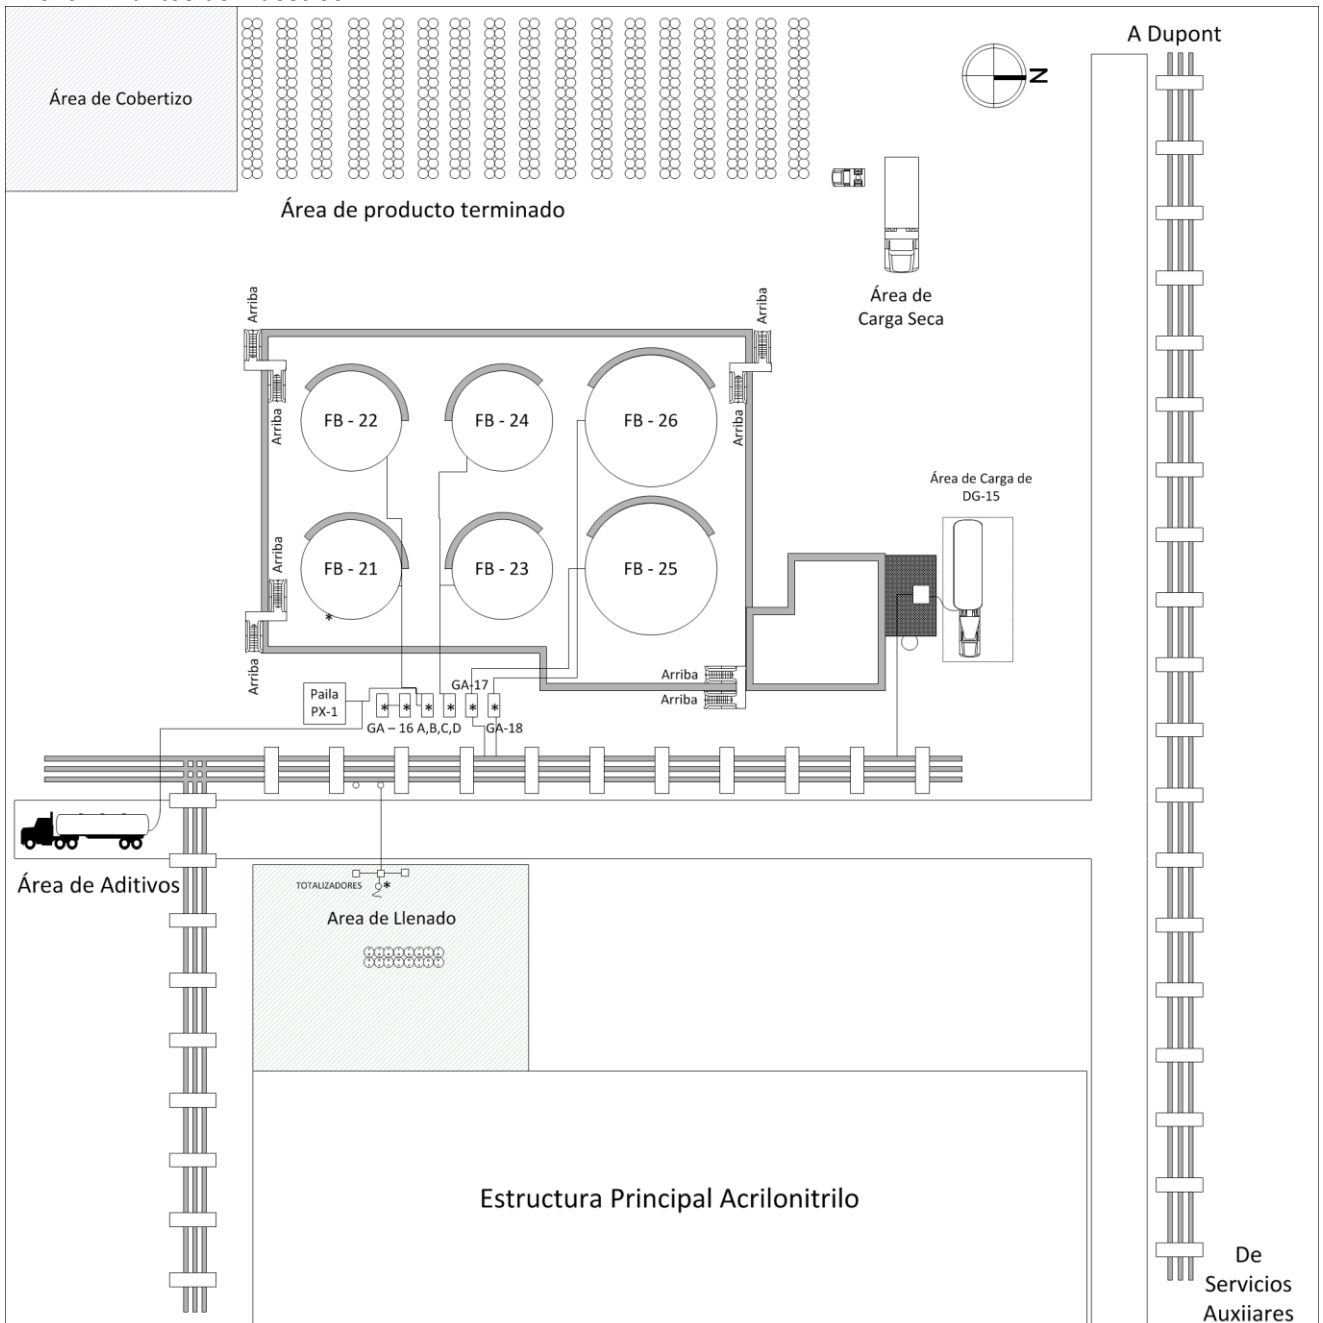 A Dupont
Área de Cobertizo
N
Área de producto terminado
Área de
Carga Seca
Arriba
Arriba
Arriba
Arriba
FB - 22
FB - 24
FB - 26
Área de Carga de
DG-15
Arriba
FB - 21
FB - 23
FB - 25
*
Arriba
Arriba
Arriba
GA-17
Paila
PX-1
* * * * * *
GA – 16 A,B,C,D
GA-18
Área de Aditivos
TOTALIZADORES
*
Area de Llenado
Estructura Principal Acrilonitrilo
De
Servicios
Auxiiares